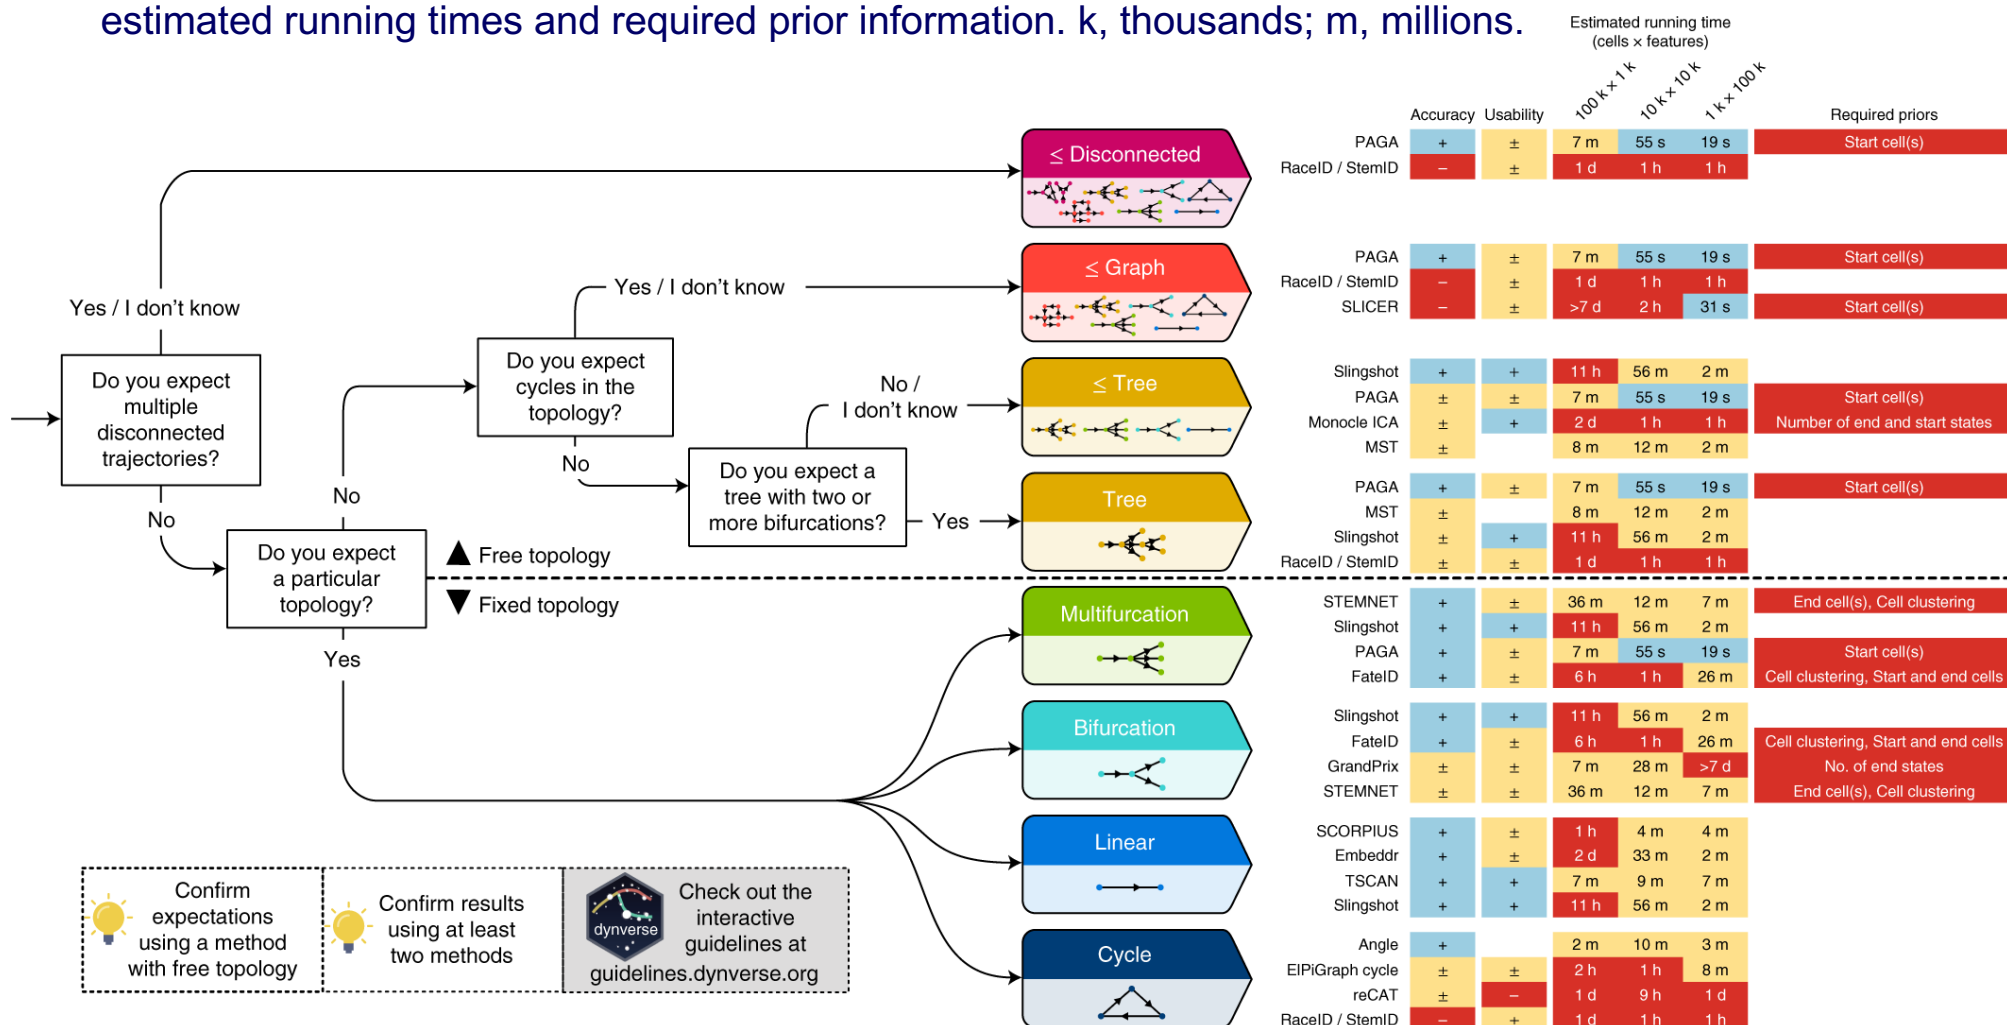 estimated running times and required prior information. k, thousands; m, millions.
Estimated running time
(cells × features)
Accuracy Usability 100 k × 1 k 10 k × 10 k 1 k × 100 k Required priors
≤ Disconnected
PAGA + ± 7 m 55 s 19 s Start cell(s)
RaceID / StemID – ± 1 d 1 h 1 h
≤ Graph
PAGA + ± 7 m 55 s 19 s Start cell(s)
RaceID / StemID – ± 1 d 1 h 1 h
SLICER – ± >7 d 2 h 31 s Start cell(s)
Yes / I don't know
Yes / I don't know
Do you expect
multiple
disconnected
trajectories?
No
Do you expect
cycles in the
topology?
No
No /
I don't know
≤ Tree
Slingshot + + 11 h 56 m 2 m
PAGA ± ± 7 m 55 s 19 s Start cell(s)
Monocle ICA ± + 2 d 1 h 1 h Number of end and start states
MST ± 8 m 12 m 2 m
Do you expect a
tree with two or
more bifurcations?
Yes
Tree
PAGA + ± 7 m 55 s 19 s Start cell(s)
MST ± 8 m 12 m 2 m
Slingshot ± + 11 h 56 m 2 m
RaceID / StemID ± ± 1 d 1 h 1 h
No
Do you expect
a particular
topology?
Free topology
Fixed topology
Yes
Multifurcation
STEMNET + ± 36 m 12 m 7 m End cell(s), Cell clustering
Slingshot + + 11 h 56 m 2 m
PAGA + ± 7 m 55 s 19 s Start cell(s)
FateID + ± 6 h 1 h 26 m Cell clustering, Start and end cells
Bifurcation
Slingshot + + 11 h 56 m 2 m
FateID + ± 6 h 1 h 26 m Cell clustering, Start and end cells
GrandPrix ± ± 7 m 28 m >7 d No. of end states
STEMNET ± ± 36 m 12 m 7 m End cell(s), Cell clustering
Linear
SCORPIUS + ± 1 h 4 m 4 m
Embeddr + ± 2 d 33 m 2 m
TSCAN + + 7 m 9 m 7 m
Slingshot + + 11 h 56 m 2 m
Cycle
Angle + 2 m 10 m 3 m
ElPiGraph cycle ± ± 2 h 1 h 8 m
reCAT ± – 1 d 9 h 1 d
RaceID / StemID – ± 1 d 1 h 1 h
Confirm
expectations
using a method
with free topology
Confirm results
using at least
two methods
dynverse
Check out the
interactive
guidelines at
guidelines.dynverse.org